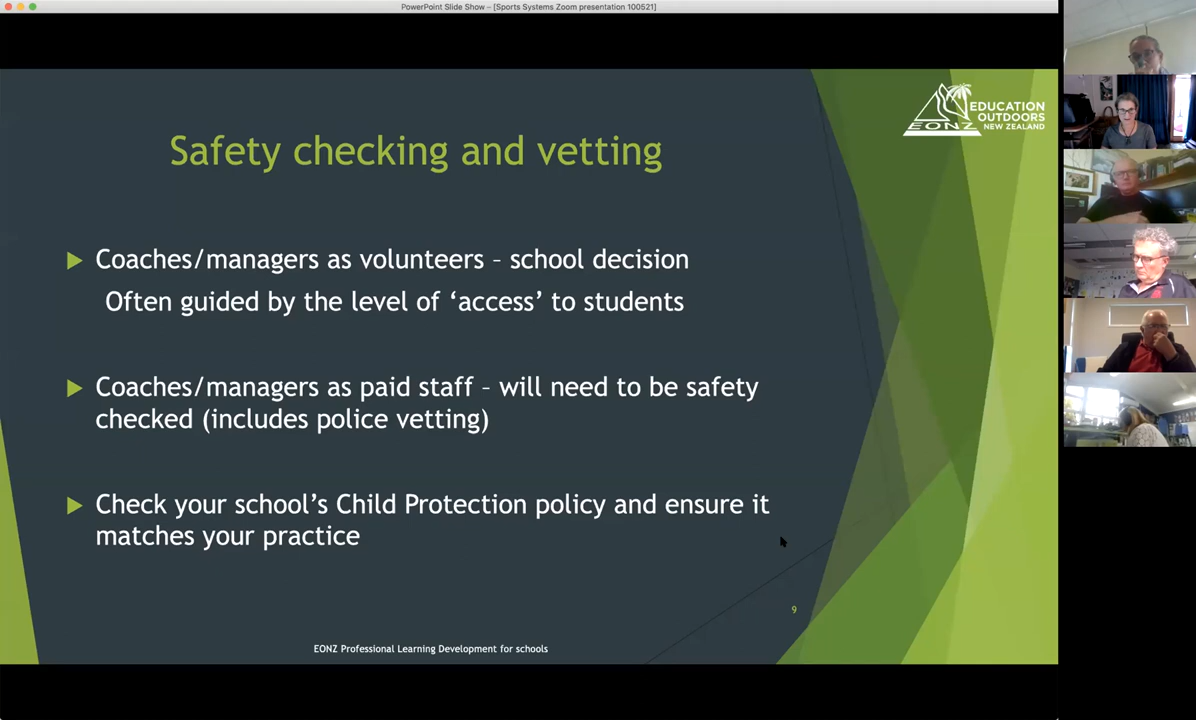 PowerPoint Slide Show – [Sports Systems Zoom presentation 100521]
EONZ
EDUCATION
OUTDOORS
NEW ZEALAND
Safety checking and vetting
Coaches/managers as volunteers – school decision
Often guided by the level of ‘access’ to students
Coaches/managers as paid staff – will need to be safety
checked (includes police vetting)
Check your school’s Child Protection policy and ensure it
matches your practice
9
EONZ Professional Learning Development for schools